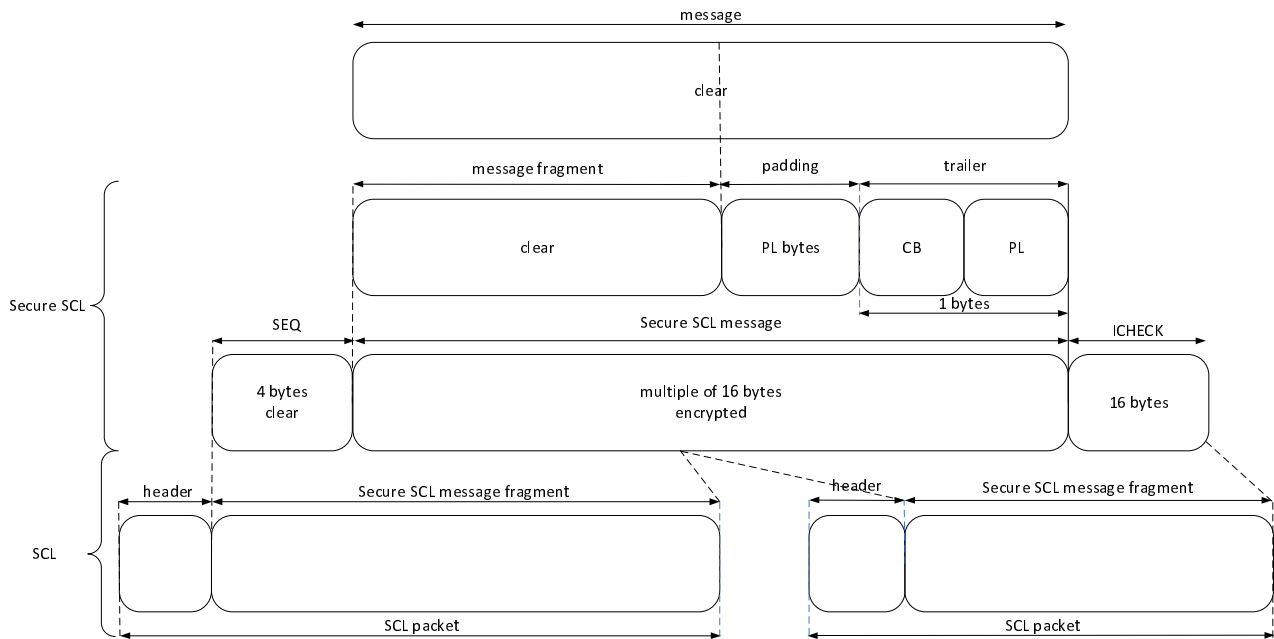 message
clear
message fragment
padding
trailer
clear
PL bytes
CB
PL
Secure SCL
1 bytes
SEQ
Secure SCL message
ICHECK
4 bytes
clear
multiple of 16 bytes
encrypted
16 bytes
header
Secure SCL message fragment
header
Secure SCL message fragment
SCL
SCL packet
SCL packet